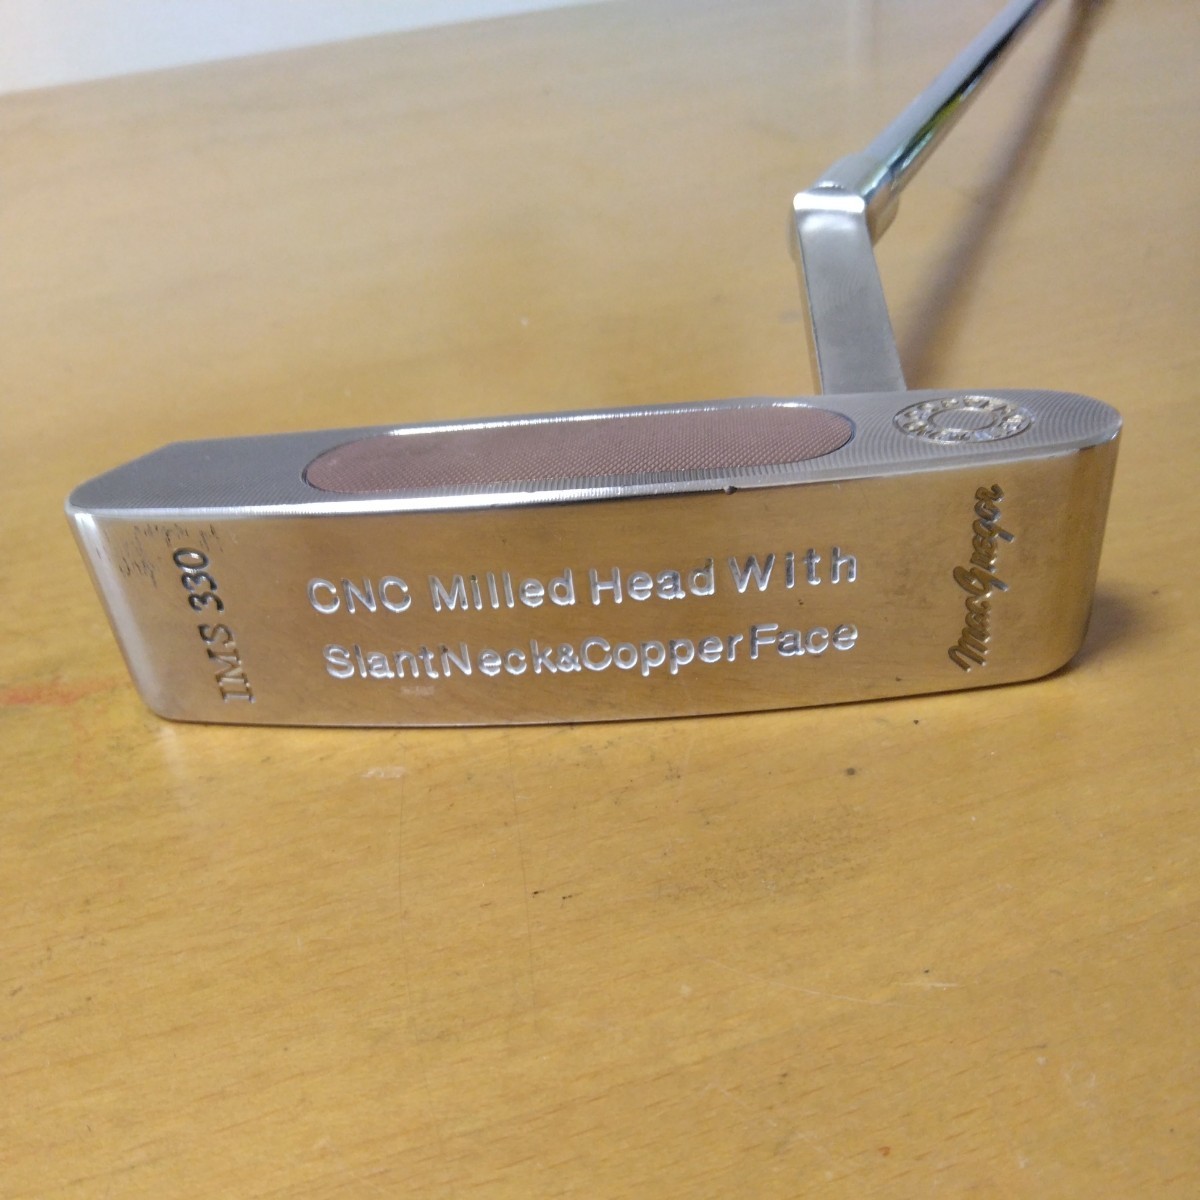 IMS 330
CNC Milled Head With
SlantNeck&CopperFace
MacGregor